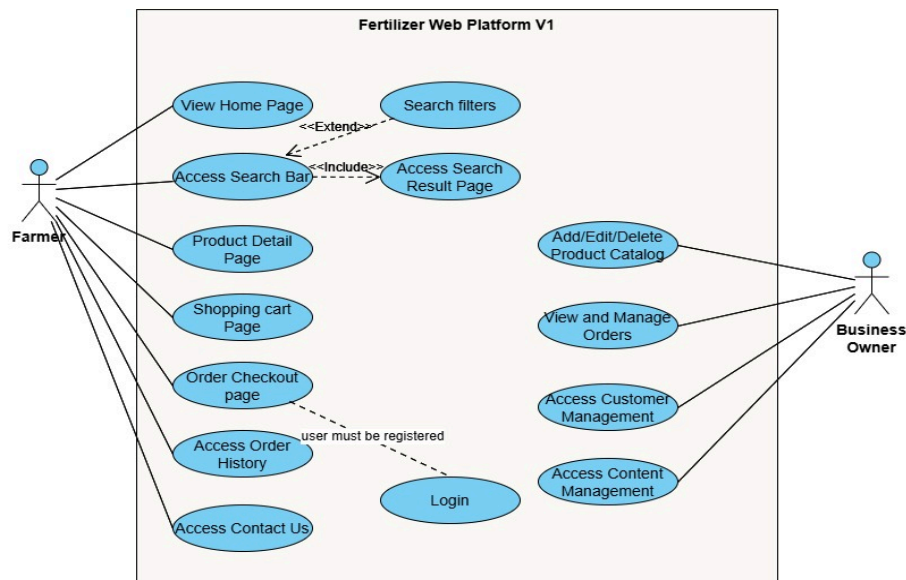 Fertilizer Web Platform V1
View Home Page
Search filters
<<Extend>>
Access Search Bar
<<Include>>
Access Search
Result Page
Farmer
Product Detail
Page
Add/Edit/Delete
Product Catalog
Shopping cart
Page
View and Manage
Orders
Business
Owner
Order Checkout
page
Access Customer
Management
user must be registered
Access Order
History
Access Content
Management
Login
Access Contact Us